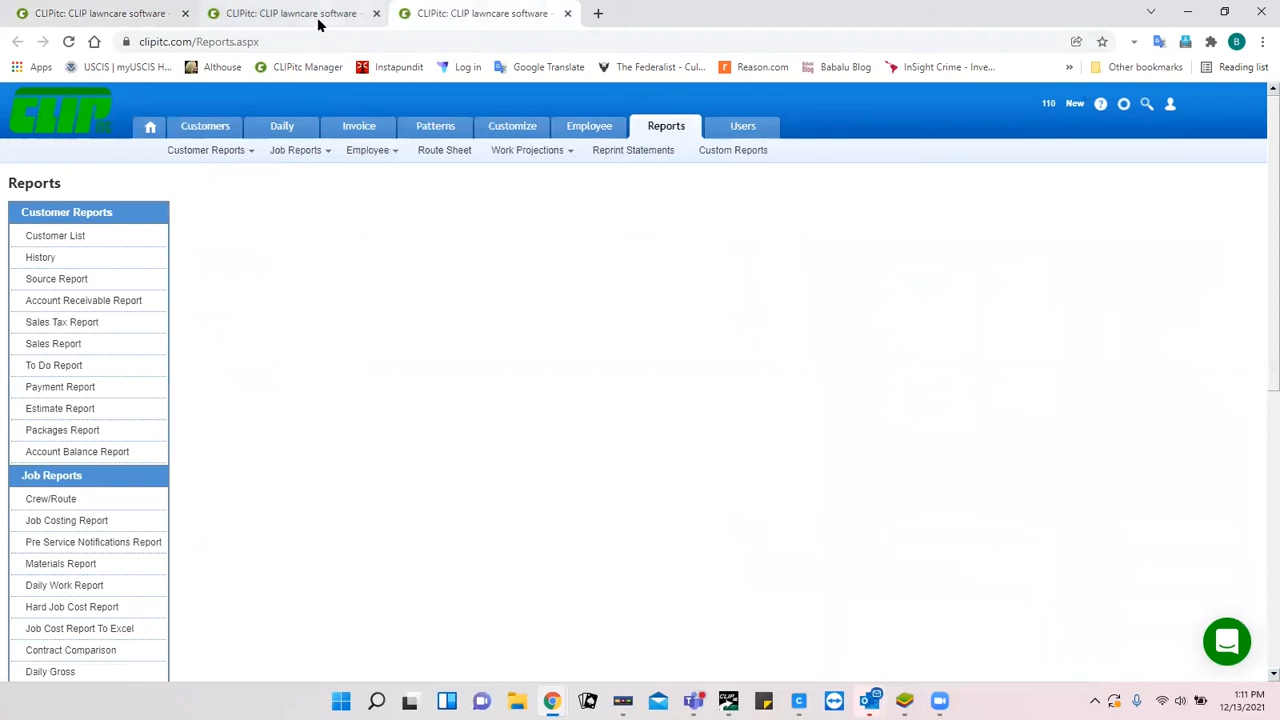 CLIPitc: CLIP lawncare software
CLIPitc: CLIP lawncare software
CLIPitc: CLIP lawncare software
clipitc.com/Reports.aspx
B
Apps
USCIS | myUSCIS H...
Althouse
CLIPitc Manager
Instapundit
Log in
Google Translate
The Federalist - Cul...
Reason.com
Babalu Blog
InSight Crime - Inve...
»
Other bookmarks
Reading list
CLIP
110 New
Customers
Daily
Invoice
Patterns
Customize
Employee
Reports
Users
Customer Reports
Job Reports
Employee
Route Sheet
Work Projections
Reprint Statements
Custom Reports
Reports
Customer Reports
Customer List
History
Source Report
Account Receivable Report
Sales Tax Report
Sales Report
To Do Report
Payment Report
Estimate Report
Packages Report
Account Balance Report
Job Reports
Crew/Route
Job Costing Report
Pre Service Notifications Report
Materials Report
Daily Work Report
Hard Job Cost Report
Job Cost Report To Excel
Contract Comparison
Daily Gross
1:11 PM
12/13/2021